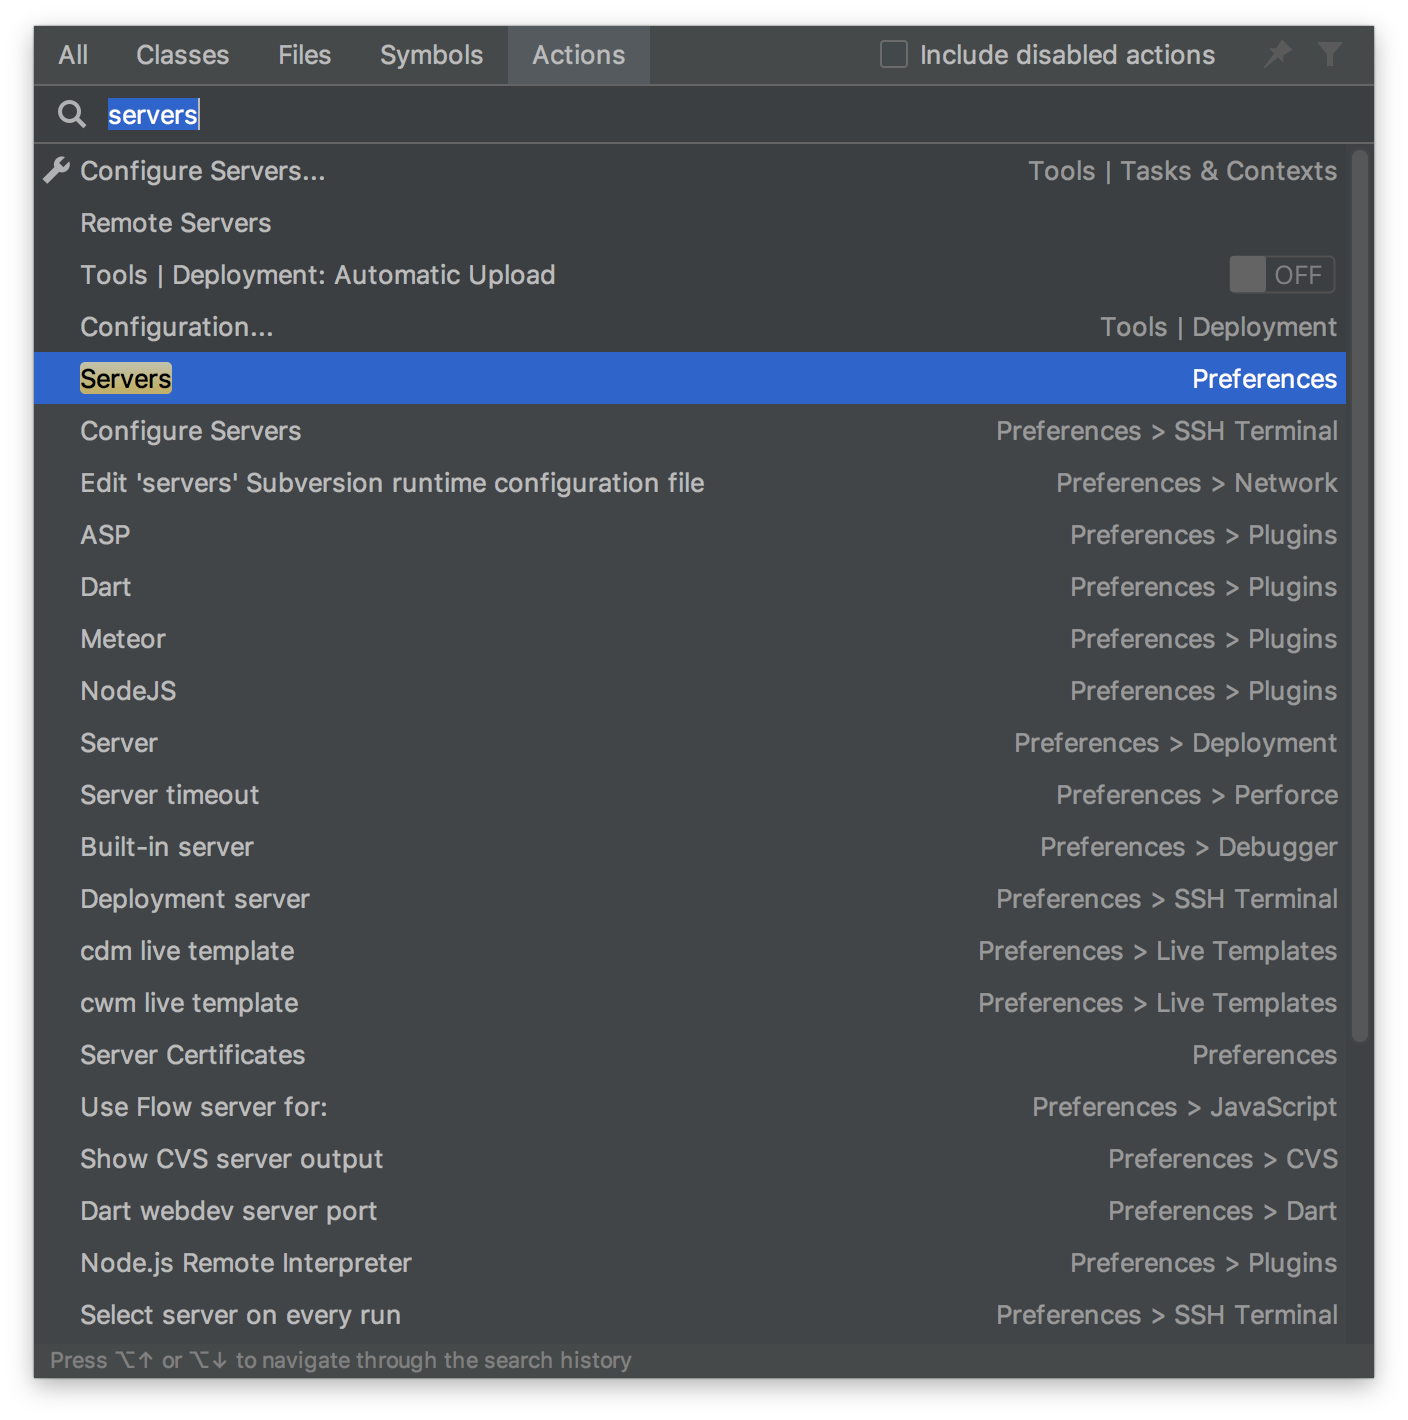 All Classes Files Symbols Actions Include disabled actions
servers
Configure Servers... Tools | Tasks & Contexts
Remote Servers
Tools | Deployment: Automatic Upload OFF
Configuration... Tools | Deployment
Servers Preferences
Configure Servers Preferences > SSH Terminal
Edit 'servers' Subversion runtime configuration file Preferences > Network
ASP Preferences > Plugins
Dart Preferences > Plugins
Meteor Preferences > Plugins
NodeJS Preferences > Plugins
Server Preferences > Deployment
Server timeout Preferences > Perforce
Built-in server Preferences > Debugger
Deployment server Preferences > SSH Terminal
cdm live template Preferences > Live Templates
cwm live template Preferences > Live Templates
Server Certificates Preferences
Use Flow server for: Preferences > JavaScript
Show CVS server output Preferences > CVS
Dart webdev server port Preferences > Dart
Node.js Remote Interpreter Preferences > Plugins
Select server on every run Preferences > SSH Terminal
Press ⌥↑ or ⌥↓ to navigate through the search history